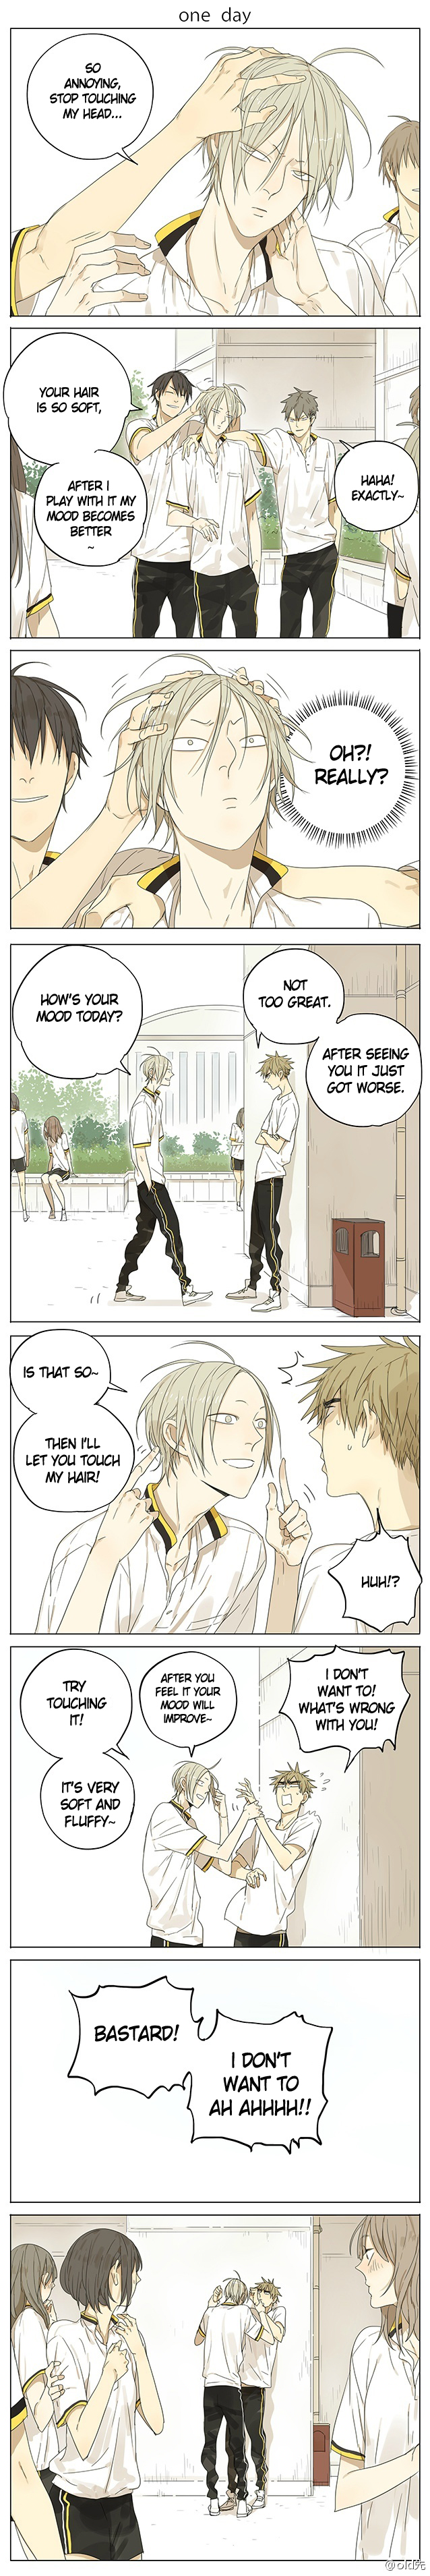 one day
SO
ANNOYING,
STOP TOUCHING
MY HEAD...
YOUR HAIR
IS SO SOFT,
AFTER I
PLAY WITH IT MY
MOOD BECOMES
BETTER
~
HAHA!
EXACTLY~
OH?!
REALLY?
HOW'S YOUR
MOOD TODAY?
NOT
TOO GREAT.
AFTER SEEING
YOU IT JUST
GOT WORSE.
IS THAT SO~
THEN I'LL
LET YOU TOUCH
MY HAIR!
HUH!?
TRY
TOUCHING
IT!
IT'S VERY
SOFT AND
FLUFFY~
AFTER YOU
FEEL IT YOUR
MOOD WILL
IMPROVE~
I DON'T
WANT TO!
WHAT'S WRONG
WITH YOU!
BASTARD!
I DON'T
WANT TO
AH AHHHH!!
@old先